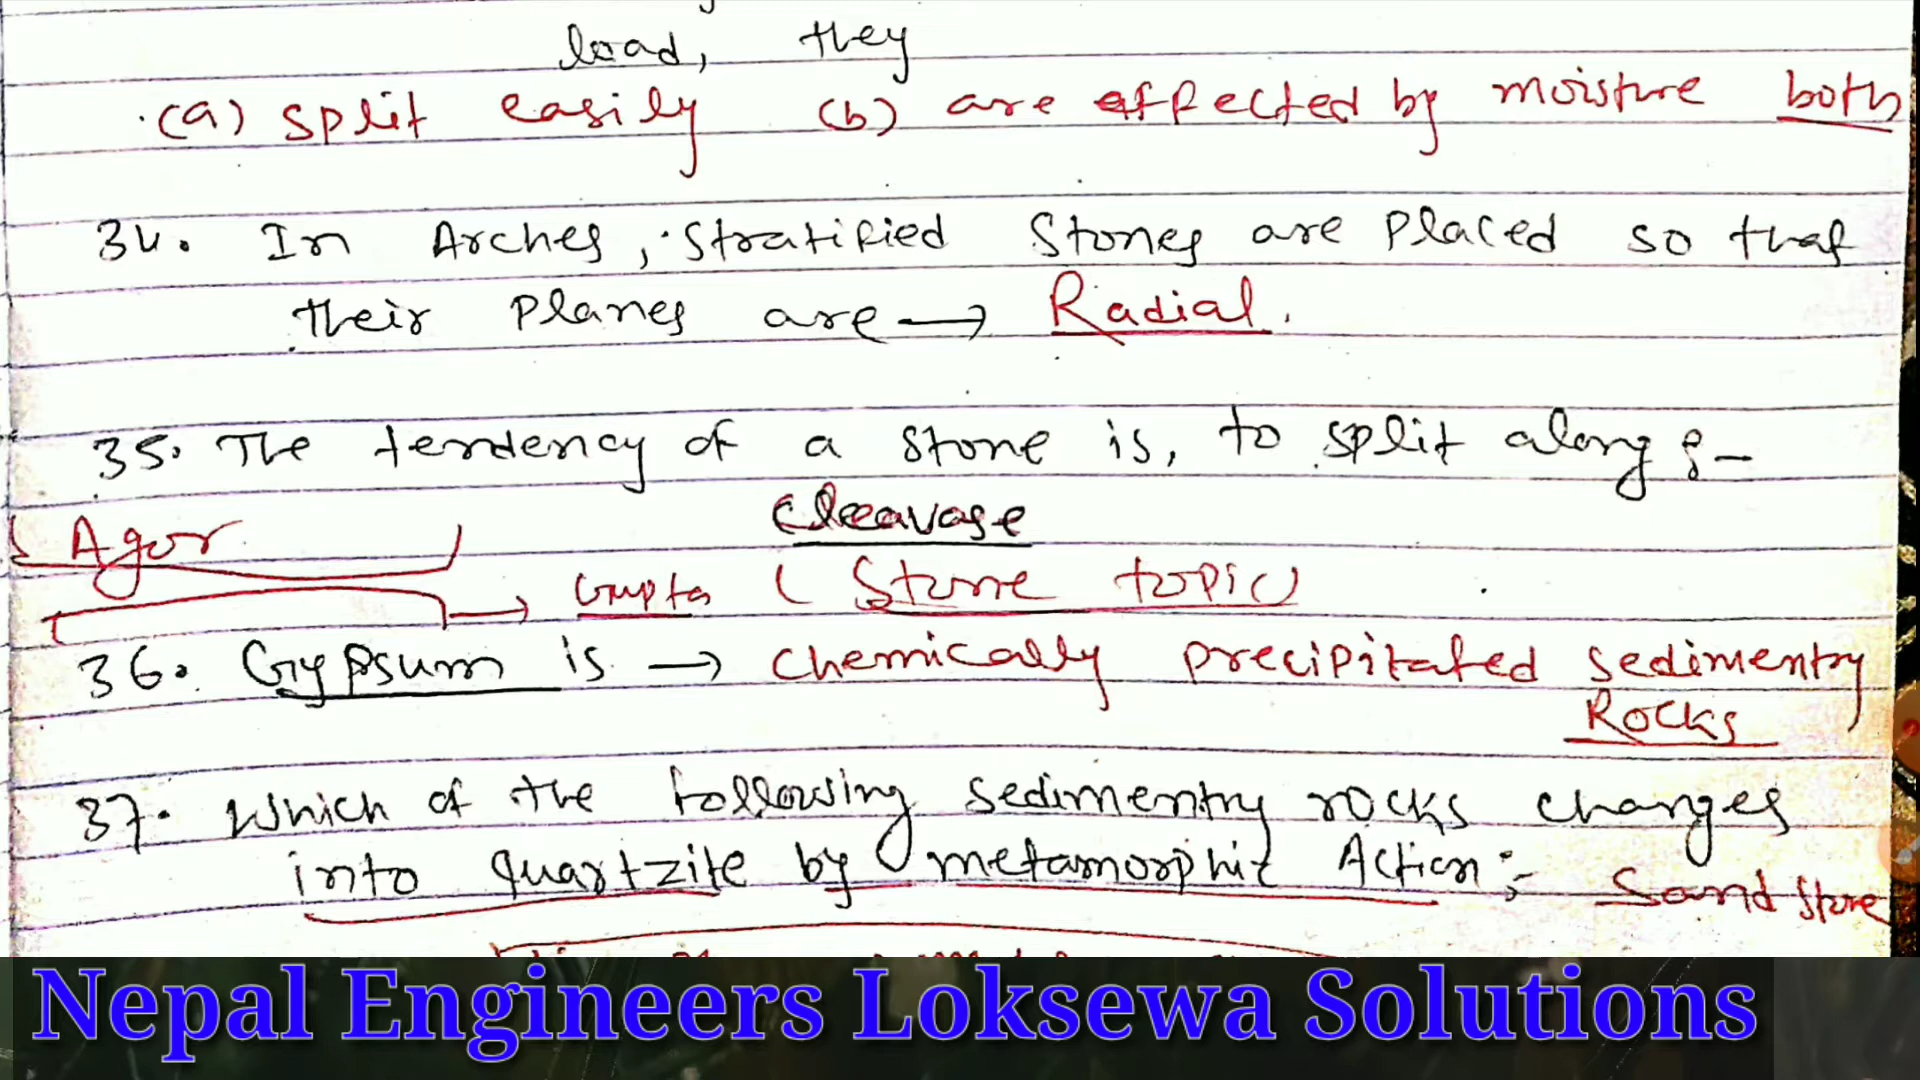 load, they
(a) split easily (b) are effected by moisture both
34. In Arches, stratified stones are placed so that
their planes are → Radial.
35. The tendency of a stone is, to split along :-
Cleavage
Agor
→ Gupta (Stone topic)
36. Gypsum is → chemically precipitated sedimentry
Rocks
37. Which of the following sedimentry rocks changes
into quartzite by metamorphic Action :- Sand stone
Nepal Engineers Loksewa Solutions